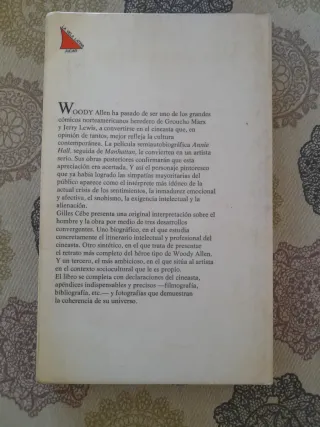 WOODY Allen ha pasado de ser uno de los grandes
cómicos norteamericanos heredero de Groucho Marx
y Jerry Lewis, a convertirse en el cineasta que, en
opinión de tantos, mejor refleja la cultura
contemporánea. La película semiautobiográfica Annie
Hall, seguida de Manhattan, le convierten en un artista
serio. Sus obras posteriores confirmarán que esta
apreciación era acertada. Y así el personaje pintoresco
que ya había logrado las simpatías mayoritarias del
público aparece como el intérprete más idóneo de la
actual crisis de los sentimientos, la inmadurez emocional
y afectiva, el snobismo, la exigencia intelectual y la
alienación.
Gilles Cèbe presenta una original interpretación sobre el
hombre y la obra por medio de tres desarrollos
convergentes. Uno biográfico, en el que estudia
concretamente el itinerario intelectual y profesional del
cineasta. Otro sintético, en el que trata de presentar
el retrato más completo del héroe tipo de Woody Allen.
Y un tercero, el más ambicioso, en el que sitúa al artista
en el contexto sociocultural que le es propio.
El libro se completa con declaraciones del cineasta,
apéndices indispensables y precisos —filmografía,
bibliografía, etc.— y fotografías que demuestran
la coherencia de su universo.